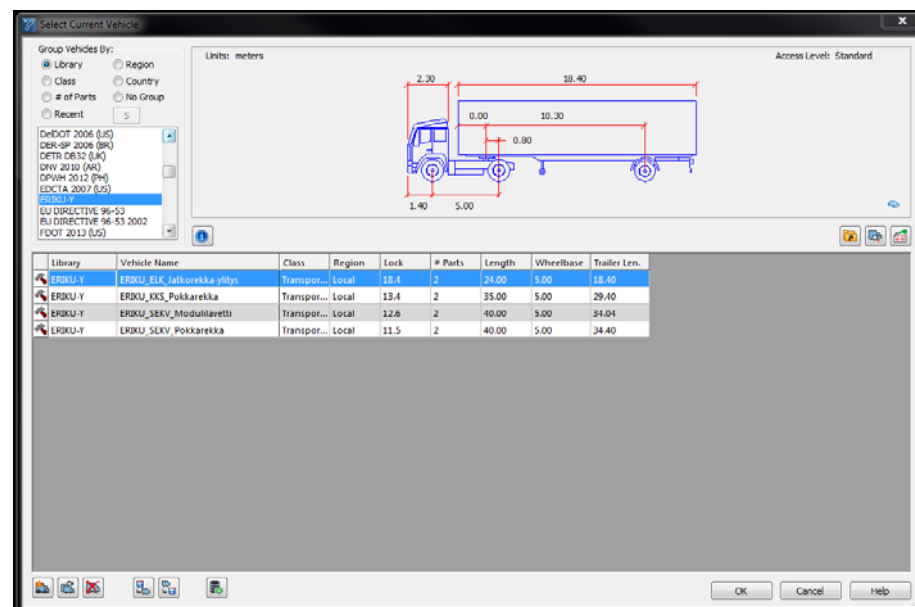 Select Current Vehicle
Group Vehicles By:
Library Region
Class Country
# of Parts No Group
Recent 5
DelDOT 2006 (US)
DER-SP 2006 (BR)
DETR DB32 (UK)
DNV 2010 (AR)
DPWH 2012 (PH)
EDCTA 2007 (US)
ERIKU-Y
EU DIRECTIVE 96-53
EU DIRECTIVE 96-53 2002
FDOT 2013 (US)
Units: meters
Access Level: Standard
2.30 18.40
0.00 10.30
0.80
1.40 5.00
Library Vehicle Name Class Region Lock # Parts Length Wheelbase Trailer Len.
ERIKU-Y ERIKU_ELK_Jatkorekka-ylitys Transpor... Local 18.4 2 24.00 5.00 18.40
ERIKU-Y ERIKU_KKS_Pokkarekka Transpor... Local 13.4 2 35.00 5.00 29.40
ERIKU-Y ERIKU_SEKV_Moduulilavetti Transpor... Local 12.6 2 40.00 5.00 34.04
ERIKU-Y ERIKU_SEKV_Pokkarekka Transpor... Local 11.5 2 40.00 5.00 34.40
OK Cancel Help